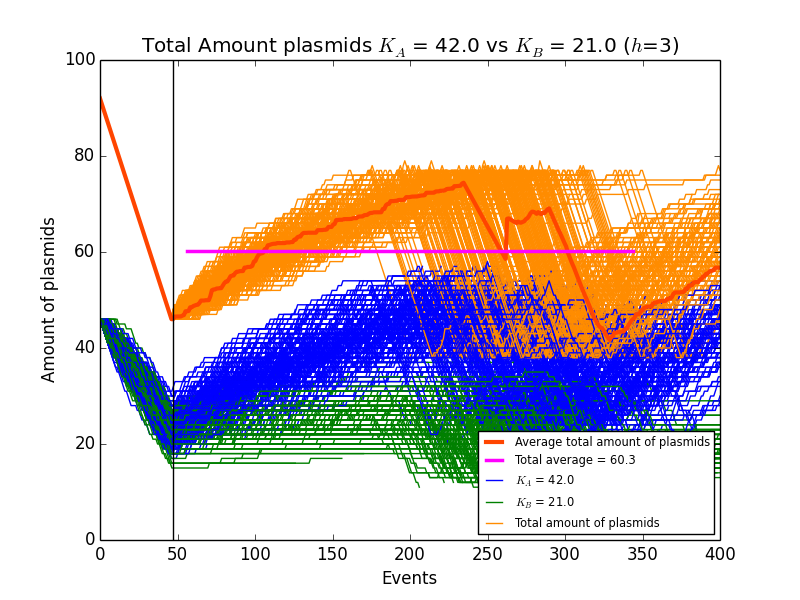 Total Amount plasmids K_A = 42.0 vs K_B = 21.0 (h=3)
100
80
60
40
20
0
Amount of plasmids
0 50 100 150 200 250 300 350 400
Events
Average total amount of plasmids
Total average = 60.3
K_A = 42.0
K_B = 21.0
Total amount of plasmids